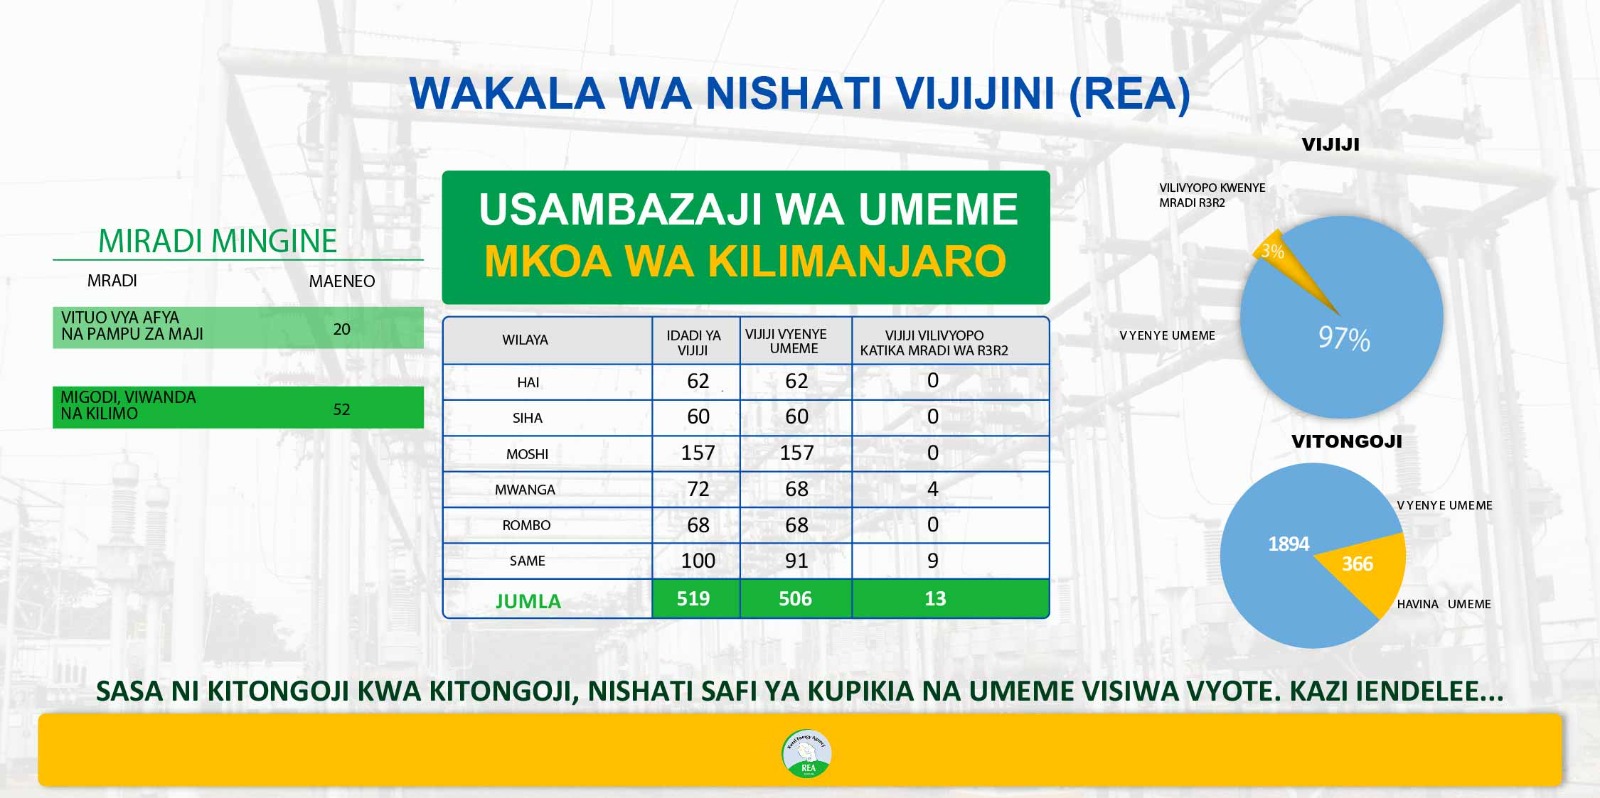 WAKALA WA NISHATI VIJIJINI (REA)
USAMBAZAJI WA UMEME
MKOA WA KILIMANJARO
MIRADI MINGINE
MRADI MAENEO
VITUO VYA AFYA
NA PAMPU ZA MAJI 20
MIGODI, VIWANDA
NA KILIMO 52
WILAYA IDADI YA VIJIJI VIJIJI VYENYE UMEME VIJIJI VILIVYOPO KATIKA MRADI WA R3R2
HAI 62 62 0
SIHA 60 60 0
MOSHI 157 157 0
MWANGA 72 68 4
ROMBO 68 68 0
SAME 100 91 9
JUMLA 519 506 13
VIJIJI
VILIVYOPO KWENYE
MRADI R3R2
3%
VYENYE UMEME
97%
VITONGOJI
VYENYE UMEME
1894
366
HAVINA UMEME
SASA NI KITONGOJI KWA KITONGOJI, NISHATI SAFI YA KUPIKIA NA UMEME VISIWA VYOTE. KAZI IENDELEE...
REA